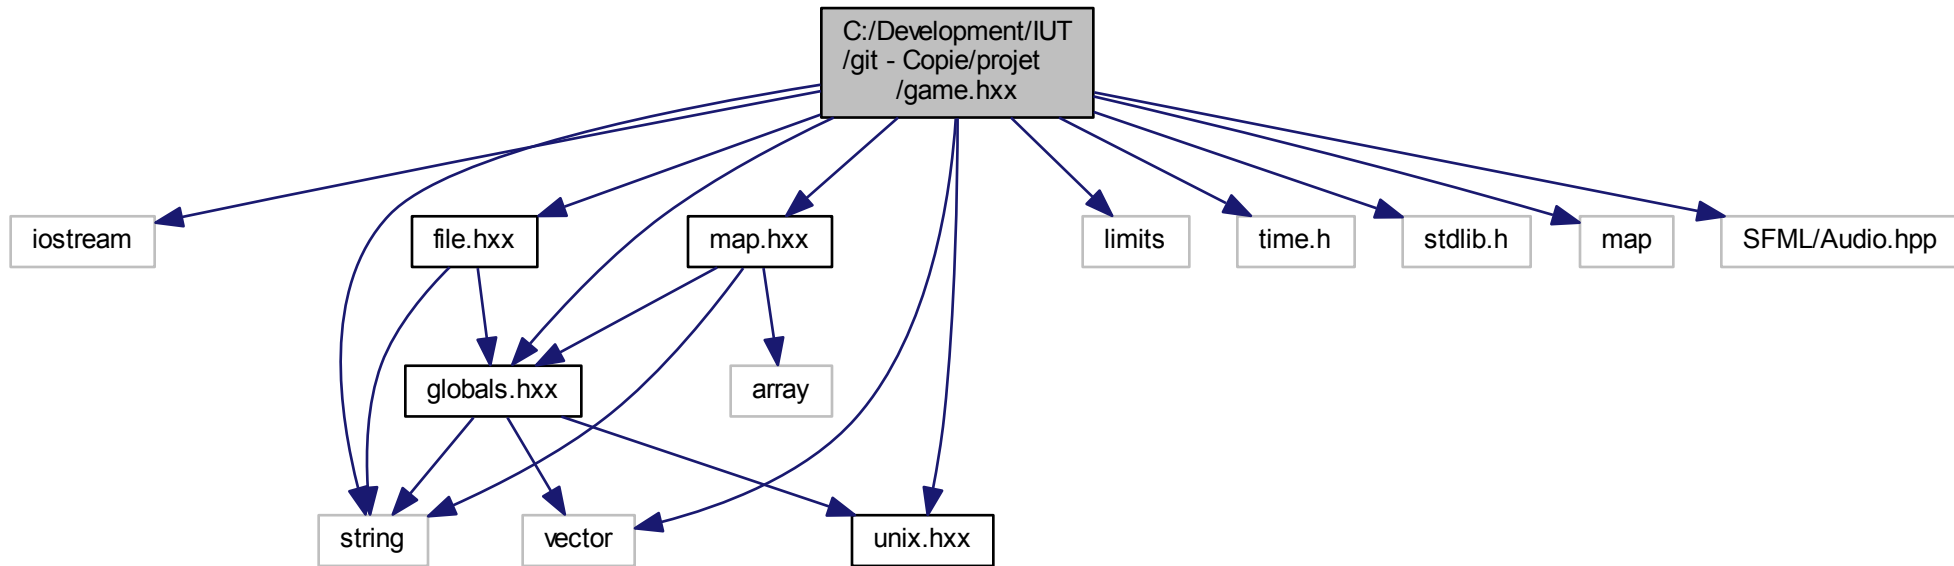 C:/Development/IUT
/git - Copie/projet
/game.hxx
iostream
file.hxx
map.hxx
limits
time.h
stdlib.h
map
SFML/Audio.hpp
globals.hxx
array
string
vector
unix.hxx